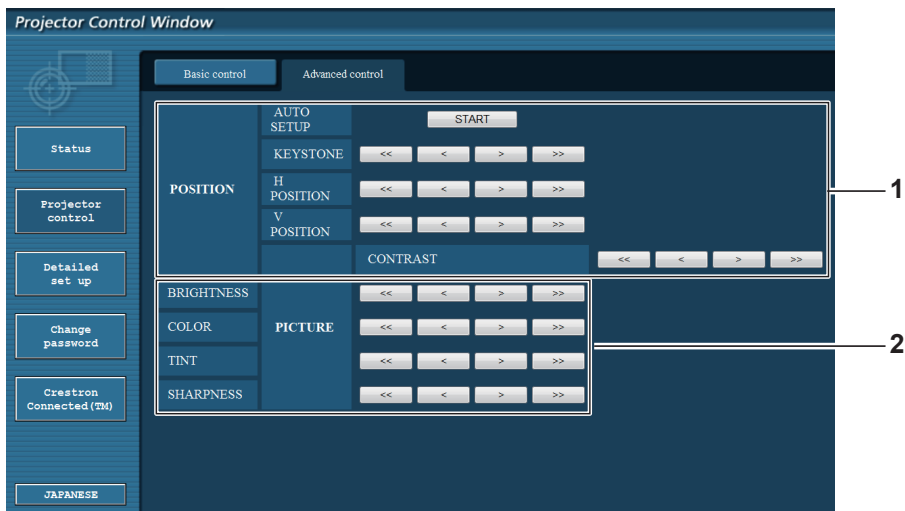 Projector Control Window
Basic control Advanced control
Status
Projector
control
Detailed
set up
Change
password
Crestron
Connected(TM)
JAPANESE
POSITION
AUTO
SETUP
START
KEYSTONE << < > >>
H
POSITION << < > >>
V
POSITION << < > >>
CONTRAST << < > >>
1
BRIGHTNESS PICTURE << < > >>
COLOR << < > >>
TINT << < > >>
SHARPNESS << < > >>
2